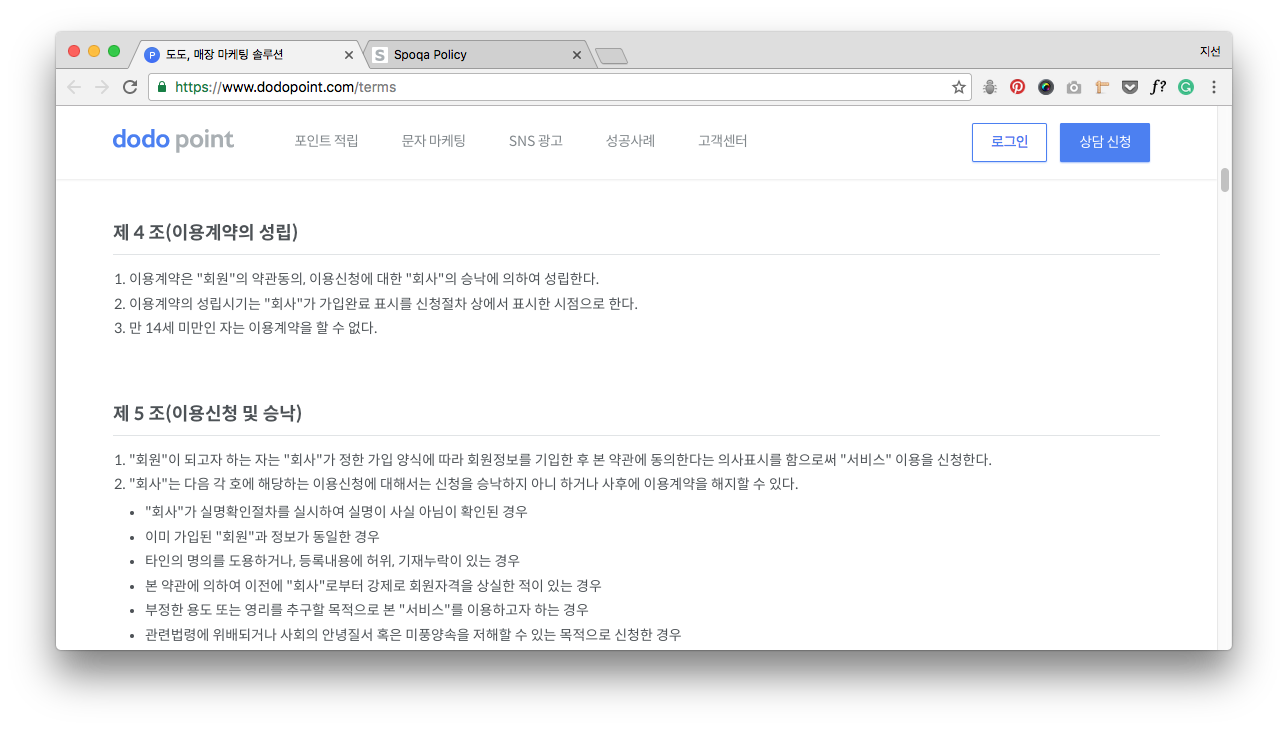 도도, 매장 마케팅 솔루션
Spoqa Policy
지선
https://www.dodopoint.com/terms
f?
dodo point
포인트 적립
문자 마케팅
SNS 광고
성공사례
고객센터
로그인
상담 신청
제 4 조(이용계약의 성립)
1. 이용계약은 "회원"의 약관동의, 이용신청에 대한 "회사"의 승낙에 의하여 성립한다.
2. 이용계약의 성립시기는 "회사"가 가입완료 표시를 신청절차 상에서 표시한 시점으로 한다.
3. 만 14세 미만인 자는 이용계약을 할 수 없다.
제 5 조(이용신청 및 승낙)
1. "회원"이 되고자 하는 자는 "회사"가 정한 가입 양식에 따라 회원정보를 기입한 후 본 약관에 동의한다는 의사표시를 함으로써 "서비스" 이용을 신청한다.
2. "회사"는 다음 각 호에 해당하는 이용신청에 대해서는 신청을 승낙하지 아니 하거나 사후에 이용계약을 해지할 수 있다.
• "회사"가 실명확인절차를 실시하여 실명이 사실 아님이 확인된 경우
• 이미 가입된 "회원"과 정보가 동일한 경우
• 타인의 명의를 도용하거나, 등록내용에 허위, 기재누락이 있는 경우
• 본 약관에 의하여 이전에 "회사"로부터 강제로 회원자격을 상실한 적이 있는 경우
• 부정한 용도 또는 영리를 추구할 목적으로 본 "서비스"를 이용하고자 하는 경우
• 관련법령에 위배되거나 사회의 안녕질서 혹은 미풍양속을 저해할 수 있는 목적으로 신청한 경우